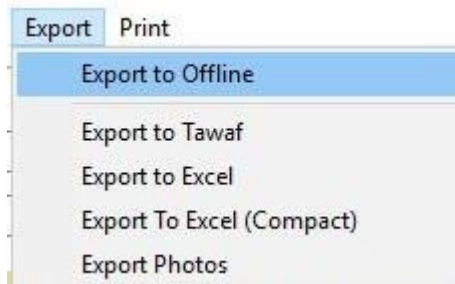 Export Print
Export to Offline
Export to Tawaf
Export to Excel
Export To Excel (Compact)
Export Photos